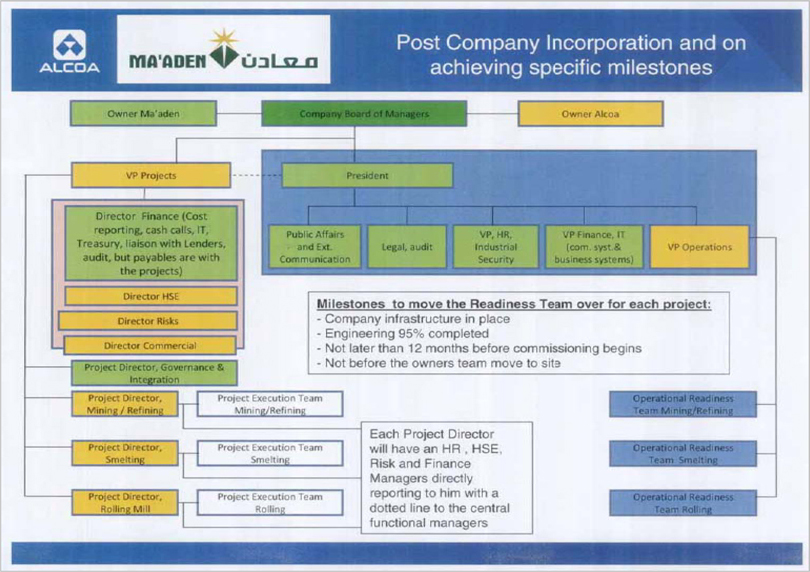 ALCOA
MA'ADEN معادن
Post Company Incorporation and on
achieving specific milestones
Owner Ma'aden
Company Board of Managers
Owner Alcoa
VP Projects
President
Director Finance (Cost
reporting, cash calls, IT,
Treasury, liaison with Lenders,
audit, but payables are with
the projects)
Director HSE
Director Risks
Director Commercial
Public Affairs
and Ext.
Communication
Legal, audit
VP, HR,
Industrial
Security
VP Finance, IT
(com. syst.&
business systems)
VP Operations
Milestones to move the Readiness Team over for each project:
- Company infrastructure in place
- Engineering 95% completed
- Not later than 12 months before commissioning begins
- Not before the owners team move to site
Project Director, Governance &
Integration
Project Director,
Mining / Refining
Project Execution Team
Mining/Refining
Operational Readiness
Team Mining/Refining
Project Director,
Smelting
Project Execution Team
Smelting
Operational Readiness
Team Smelting
Project Director,
Rolling Mill
Project Execution Team
Rolling
Operational Readiness
Team Rolling
Each Project Director
will have an HR , HSE,
Risk and Finance
Managers directly
reporting to him with a
dotted line to the central
functional managers